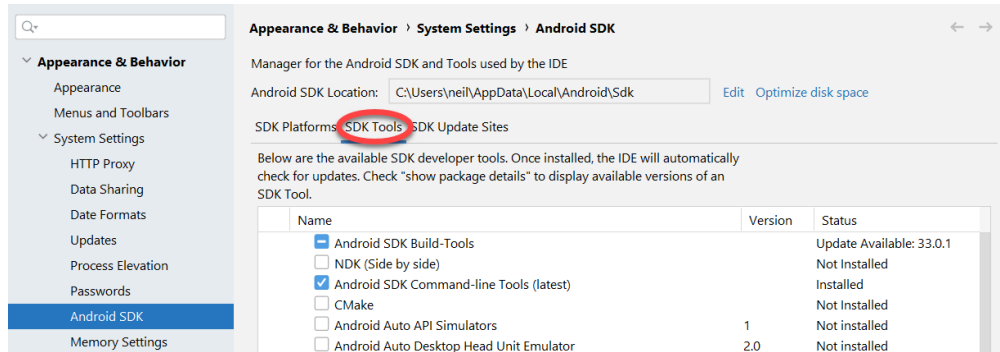 Appearance & Behavior
Appearance
Menus and Toolbars
System Settings
HTTP Proxy
Data Sharing
Date Formats
Updates
Process Elevation
Passwords
Android SDK
Memory Settings
Appearance & Behavior › System Settings › Android SDK
Manager for the Android SDK and Tools used by the IDE
Android SDK Location: C:\Users\neil\AppData\Local\Android\Sdk Edit Optimize disk space
SDK Platforms SDK Tools SDK Update Sites
Below are the available SDK developer tools. Once installed, the IDE will automatically
check for updates. Check "show package details" to display available versions of an
SDK Tool.
Name Version Status
Android SDK Build-Tools Update Available: 33.0.1
NDK (Side by side) Not Installed
Android SDK Command-line Tools (latest) Installed
CMake Not Installed
Android Auto API Simulators 1 Not installed
Android Auto Desktop Head Unit Emulator 2.0 Not installed